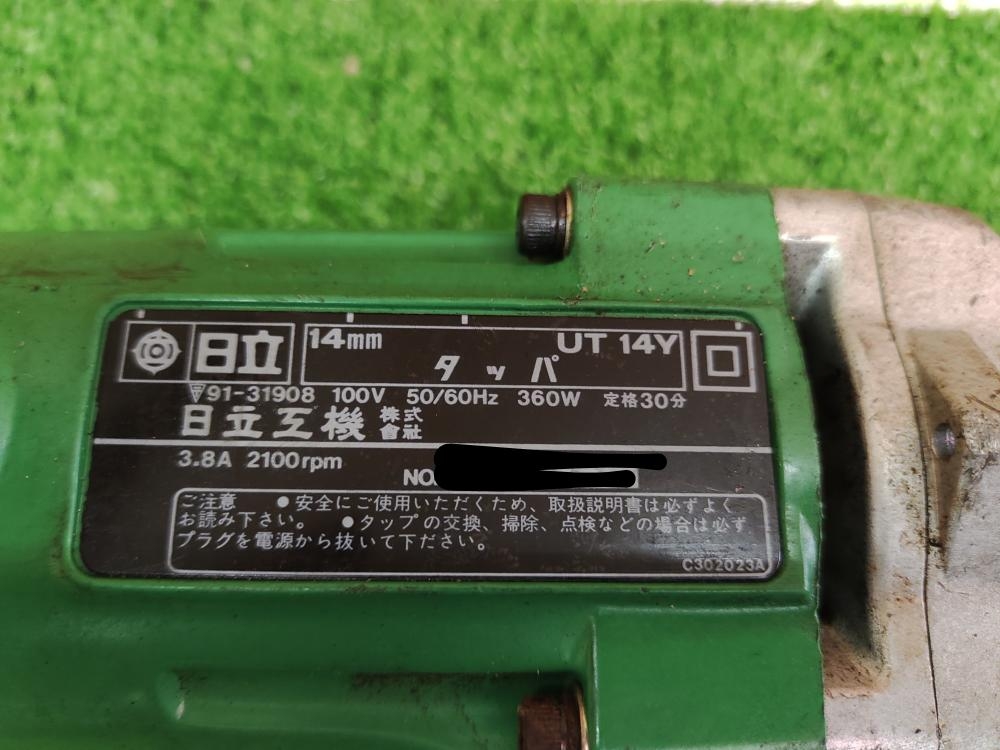 日立
14mm UT 14Y
タッパ
▽91-31908 100V 50/60Hz 360W 定格30分
日立工機 株式會社
3.8A 2100rpm
NO.
ご注意 ●安全にご使用いただくため、取扱説明書は必ずよく
お読み下さい。 ●タップの交換、掃除、点検などの場合は必ず
プラグを電源から抜いて下さい。
C302023A